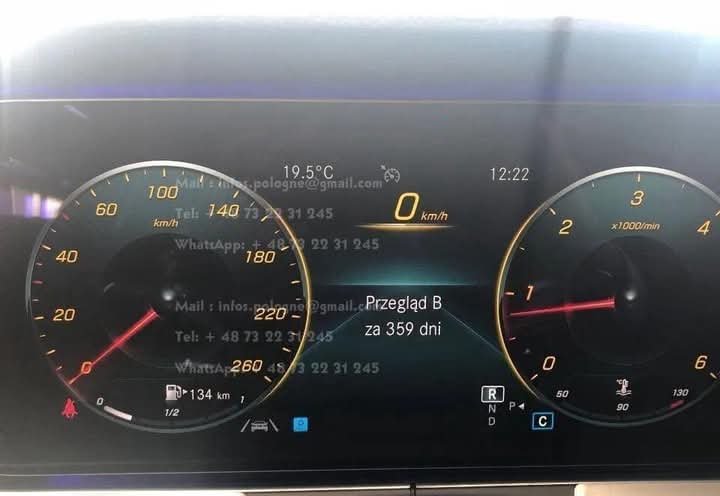 19.5°C
12:22
Mail : infos.pologne@gmail.com
Tel: + 48 73 22 31 245
WhatsApp: + 48 73 22 31 245
0 km/h
Przegląd B
za 359 dni
Mail : infos.pologne@gmail.com
Tel: + 48 73 22 31 245
WhatsApp: + 48 73 22 31 245
0 20 40 60 100 140 180 220 260
km/h
0 1/2 1
134 km
0 1 2 3 4 6
x1000/min
50 90 130
°C
R
N
D
P
C